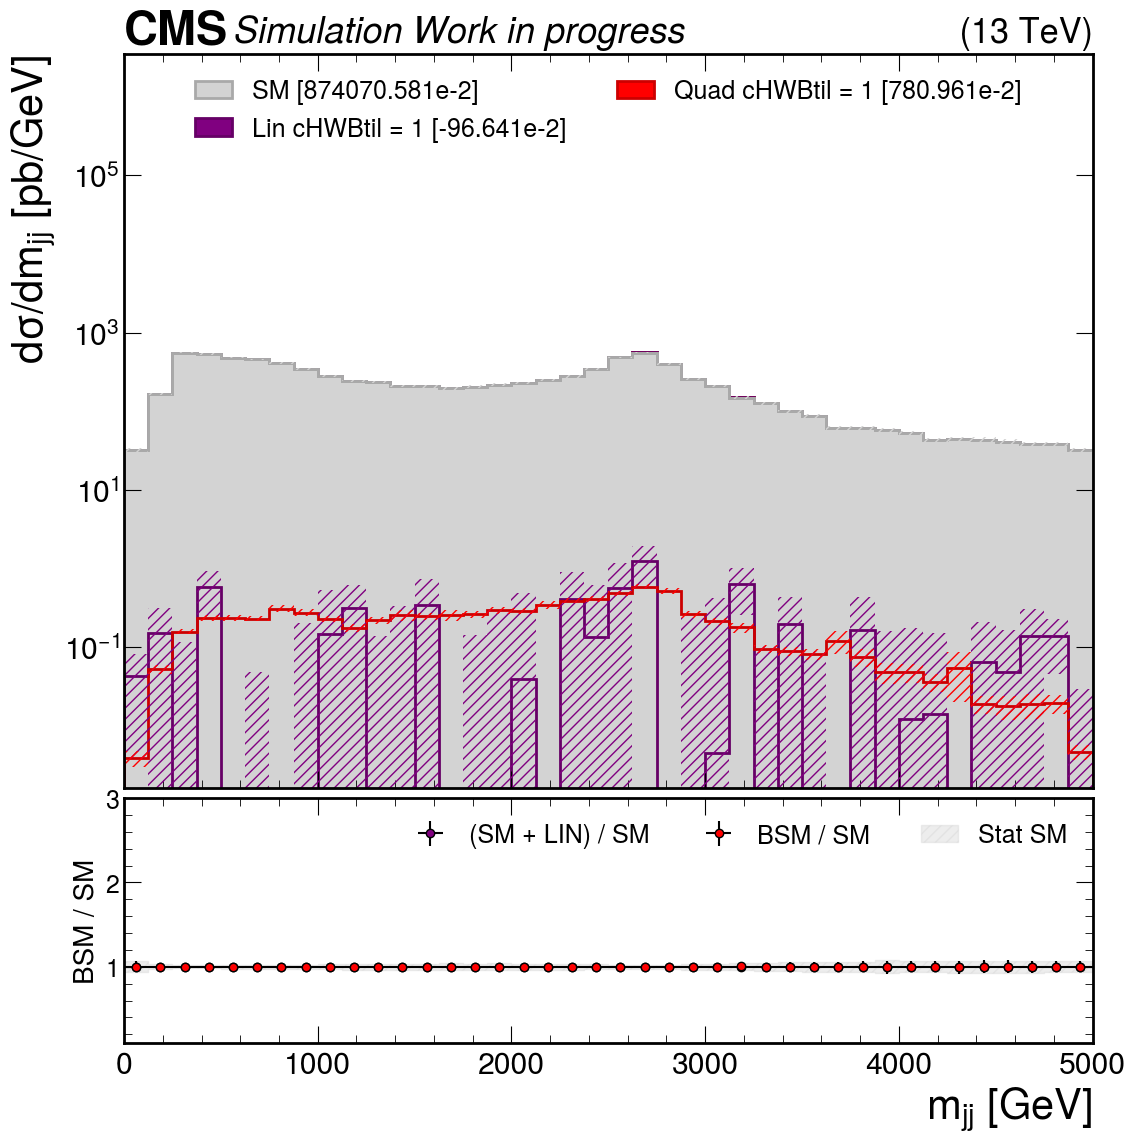 CMS Simulation Work in progress (13 TeV)
SM [874070.581e-2]
Quad cHWBtil = 1 [780.961e-2]
Lin cHWBtil = 1 [-96.641e-2]
dσ/dm_jj [pb/GeV]
10^5
10^3
10^1
10^−1
(SM + LIN) / SM
BSM / SM
Stat SM
BSM / SM
3
2
1
0 1000 2000 3000 4000 5000
m_jj [GeV]